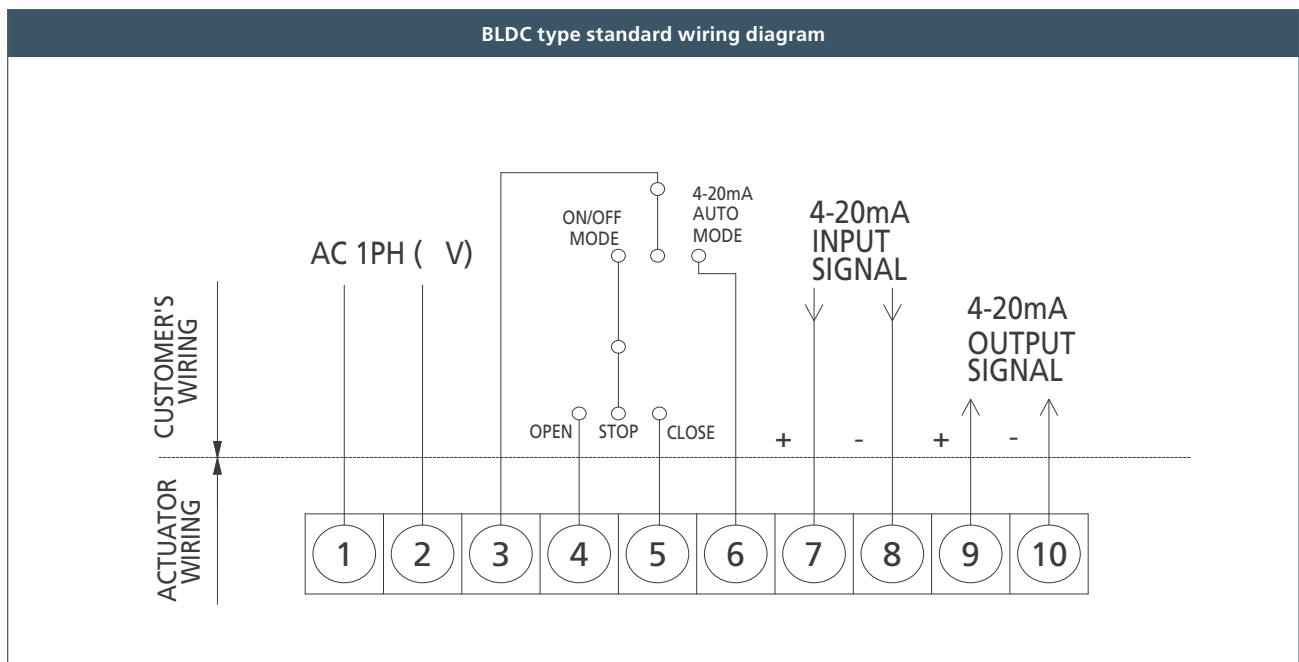 BLDC type standard wiring diagram
AC 1PH (   V)
ON/OFF
MODE
4-20mA
AUTO
MODE
4-20mA
INPUT
SIGNAL
4-20mA
OUTPUT
SIGNAL
CUSTOMER'S
WIRING
OPEN
STOP
CLOSE
+
-
+
-
ACTUATOR
WIRING
1
2
3
4
5
6
7
8
9
10